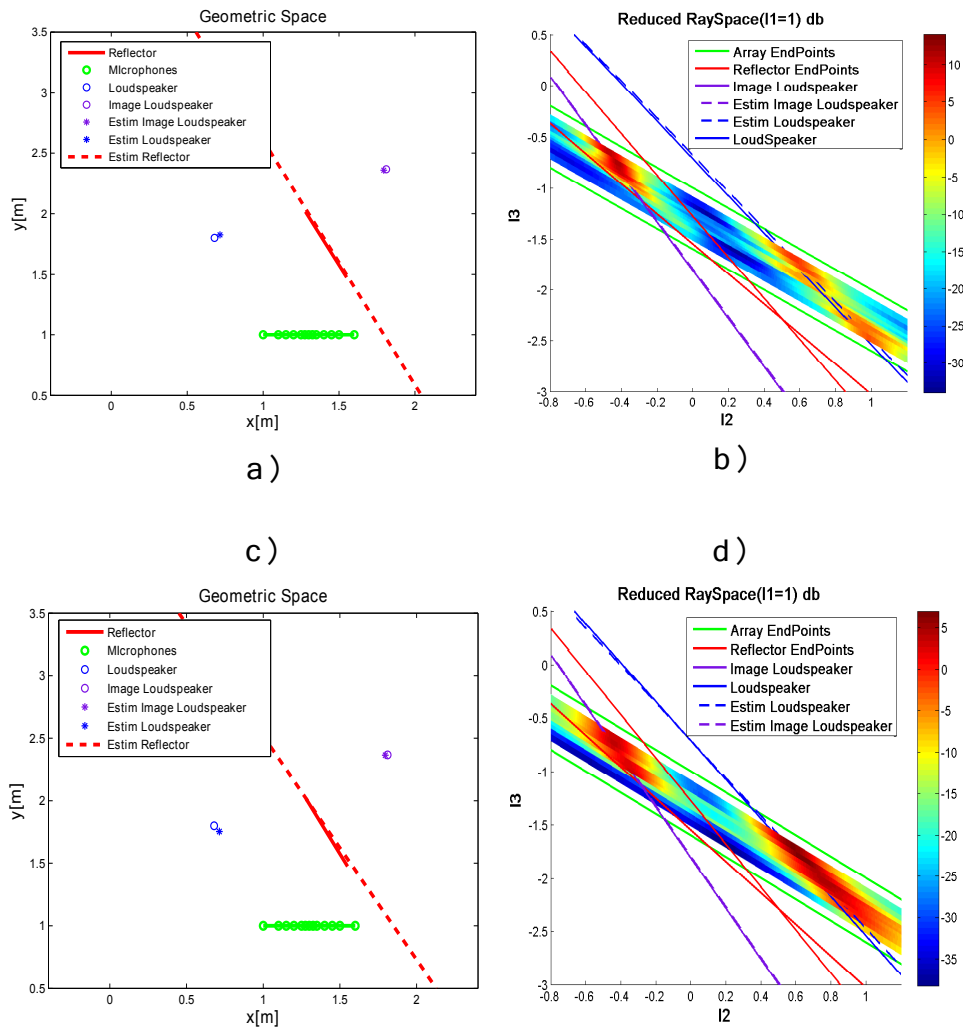 Geometric Space
Reflector
MIcrophones
Loudspeaker
Image Loudspeaker
Estim Image Loudspeaker
Estim Loudspeaker
Estim Reflector
y[m]
3.5
3
2.5
2
1.5
1
0.5
0 0.5 1 1.5 2
x[m]
a)
Reduced RaySpace(l1=1) db
Array EndPoints
Reflector EndPoints
Image Loudspeaker
Estim Image Loudspeaker
Estim Loudspeaker
LoudSpeaker
l3
0.5
0
-0.5
-1
-1.5
-2
-2.5
-3
-0.8 -0.6 -0.4 -0.2 0 0.2 0.4 0.6 0.8 1
l2
10
5
0
-5
-10
-15
-20
-25
-30
b)
c)
Geometric Space
Reflector
MIcrophones
Loudspeaker
Image Loudspeaker
Estim Image Loudspeaker
Estim Loudspeaker
Estim Reflector
y[m]
3.5
3
2.5
2
1.5
1
0.5
0 0.5 1 1.5 2
x[m]
d)
Reduced RaySpace(l1=1) db
Array EndPoints
Reflector EndPoints
Image Loudspeaker
Loudspeaker
Estim Loudspeaker
Estim Image Loudspeaker
l3
0.5
0
-0.5
-1
-1.5
-2
-2.5
-3
-0.8 -0.6 -0.4 -0.2 0 0.2 0.4 0.6 0.8 1
l2
5
0
-5
-10
-15
-20
-25
-30
-35